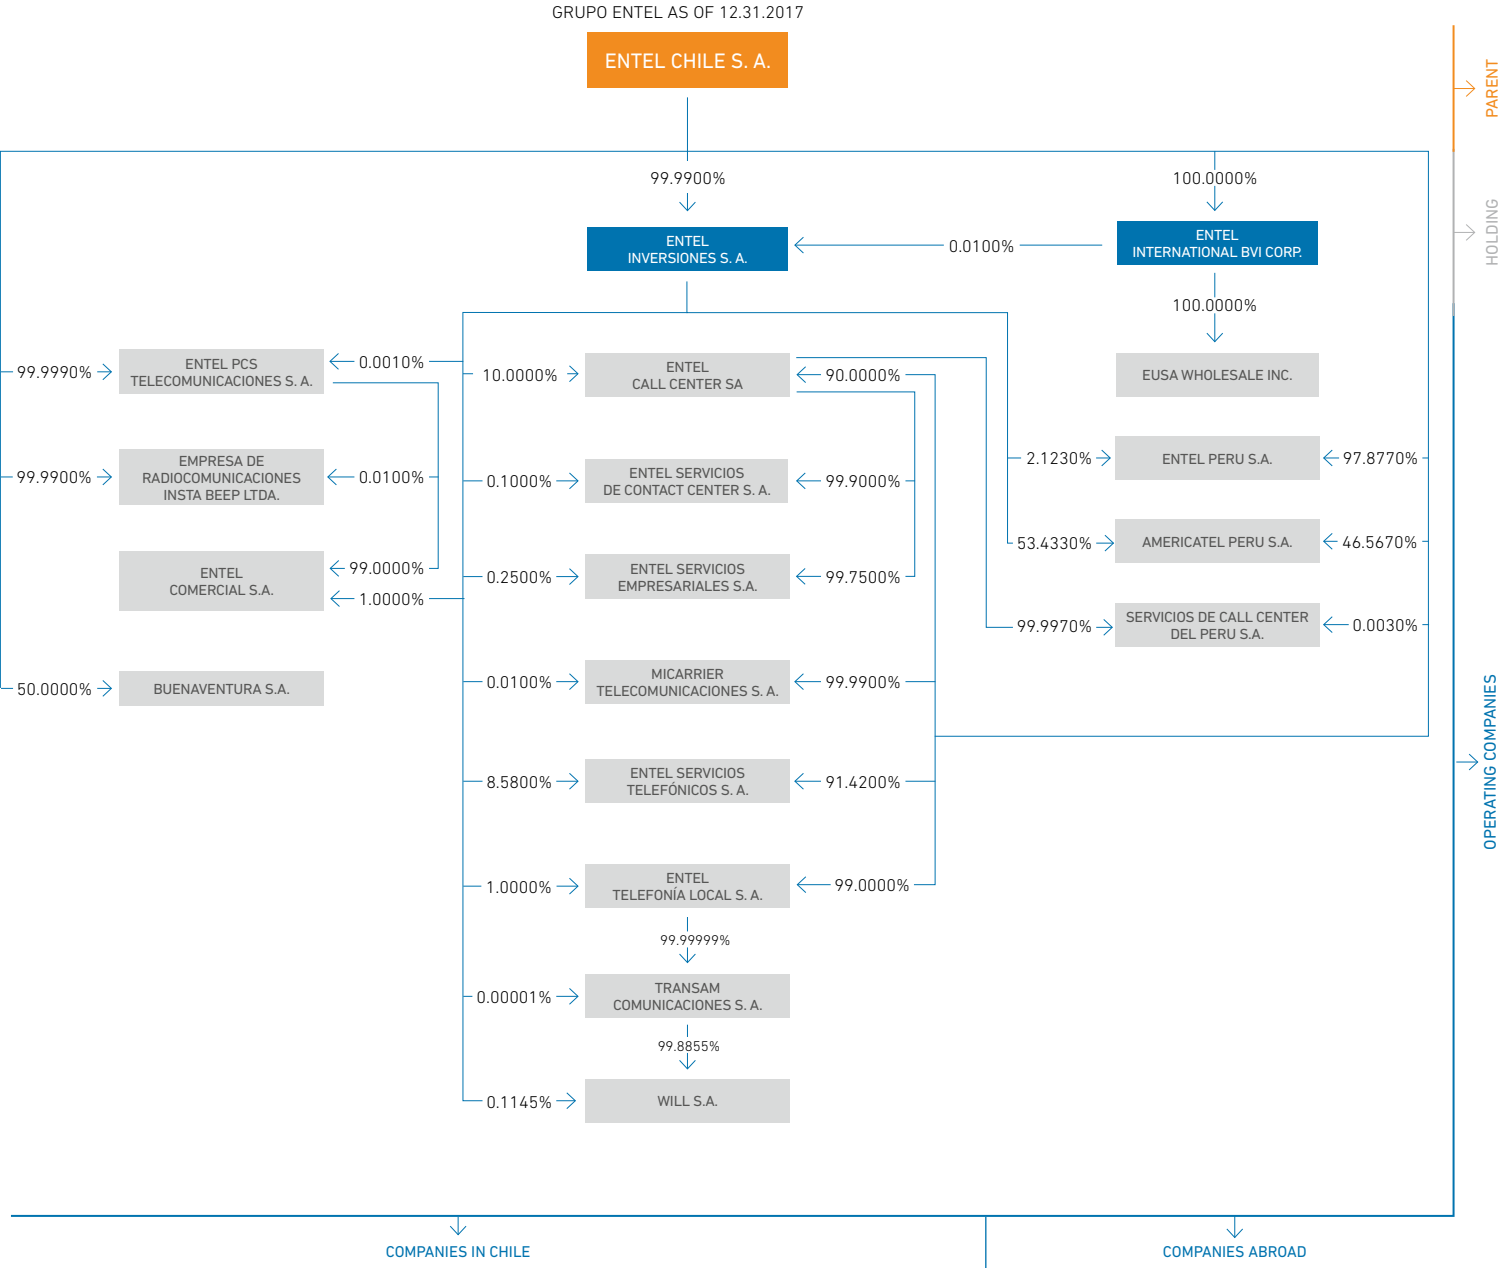 GRUPO ENTEL AS OF 12.31.2017
ENTEL CHILE S. A.
PARENT
99.9900%
100.0000%
HOLDING
ENTEL
INVERSIONES S. A.
0.0100%
ENTEL
INTERNATIONAL BVI CORP.
100.0000%
99.9990%
ENTEL PCS
TELECOMUNICACIONES S. A.
0.0010%
10.0000%
ENTEL
CALL CENTER SA
90.0000%
EUSA WHOLESALE INC.
99.9900%
EMPRESA DE
RADIOCOMUNICACIONES
INSTA BEEP LTDA.
0.0100%
0.1000%
ENTEL SERVICIOS
DE CONTACT CENTER S. A.
99.9000%
2.1230%
ENTEL PERU S.A.
97.8770%
53.4330%
AMERICATEL PERU S.A.
46.5670%
ENTEL
COMERCIAL S.A.
99.0000%
1.0000%
0.2500%
ENTEL SERVICIOS
EMPRESARIALES S.A.
99.7500%
99.9970%
SERVICIOS DE CALL CENTER
DEL PERU S.A.
0.0030%
50.0000%
BUENAVENTURA S.A.
0.0100%
MICARRIER
TELECOMUNICACIONES S. A.
99.9900%
8.5800%
ENTEL SERVICIOS
TELEFÓNICOS S. A.
91.4200%
OPERATING COMPANIES
1.0000%
ENTEL
TELEFONÍA LOCAL S. A.
99.0000%
99.99999%
0.00001%
TRANSAM
COMUNICACIONES S. A.
99.8855%
0.1145%
WILL S.A.
COMPANIES IN CHILE
COMPANIES ABROAD